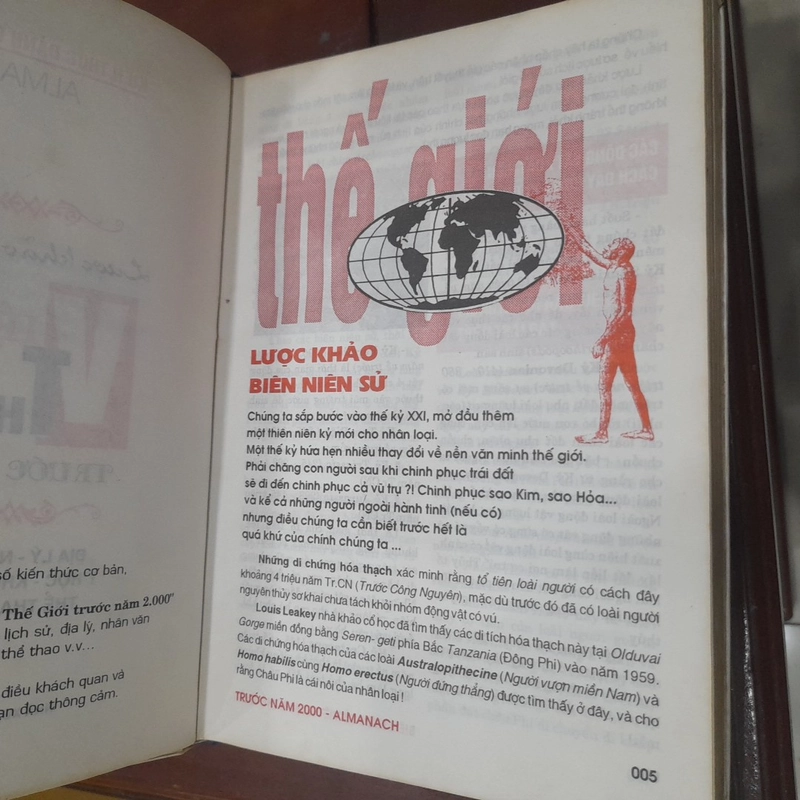 ALMA
Lược khảo
TRƯỚC
ĐỊA LÝ - N
số kiến thức cơ bản,
Thế Giới trước năm 2.000"
lịch sử, địa lý, nhân văn
thể thao v.v...
điều khách quan và
ạn đọc thông cảm.
thế giới
LƯỢC KHẢO
BIÊN NIÊN SỬ
Chúng ta sắp bước vào thế kỷ XXI, mở đầu thêm
một thiên niên kỷ mới cho nhân loại.
Một thế kỷ hứa hẹn nhiều thay đổi về nền văn minh thế giới.
Phải chăng con người sau khi chinh phục trái đất
sẽ đi đến chinh phục cả vũ trụ ?! Chinh phục sao Kim, sao Hỏa...
và kể cả những người ngoài hành tinh (nếu có)
nhưng điều chúng ta cần biết trước hết là
quá khứ của chính chúng ta ...
Những di chứng hóa thạch xác minh rằng tổ tiên loài người có cách đây
khoảng 4 triệu năm Tr.CN (Trước Công Nguyên), mặc dù trước đó đã có loài người
nguyên thủy sơ khai chưa tách khỏi nhóm động vật có vú.
Louis Leakey nhà khảo cổ học đã tìm thấy các di tích hóa thạch này tại Olduvai
Gorge miền đồng bằng Seren- geti phía Bắc Tanzania (Đông Phi) vào năm 1959.
Các di chứng hóa thạch của các loài Australopithecine (Người vượn miền Nam) và
Homo habilis cùng Homo erectus (Người đứng thẳng) được tìm thấy ở đây, và cho
rằng Châu Phi là cái nôi của nhân loại !
TRƯỚC NĂM 2000 - ALMANACH
005